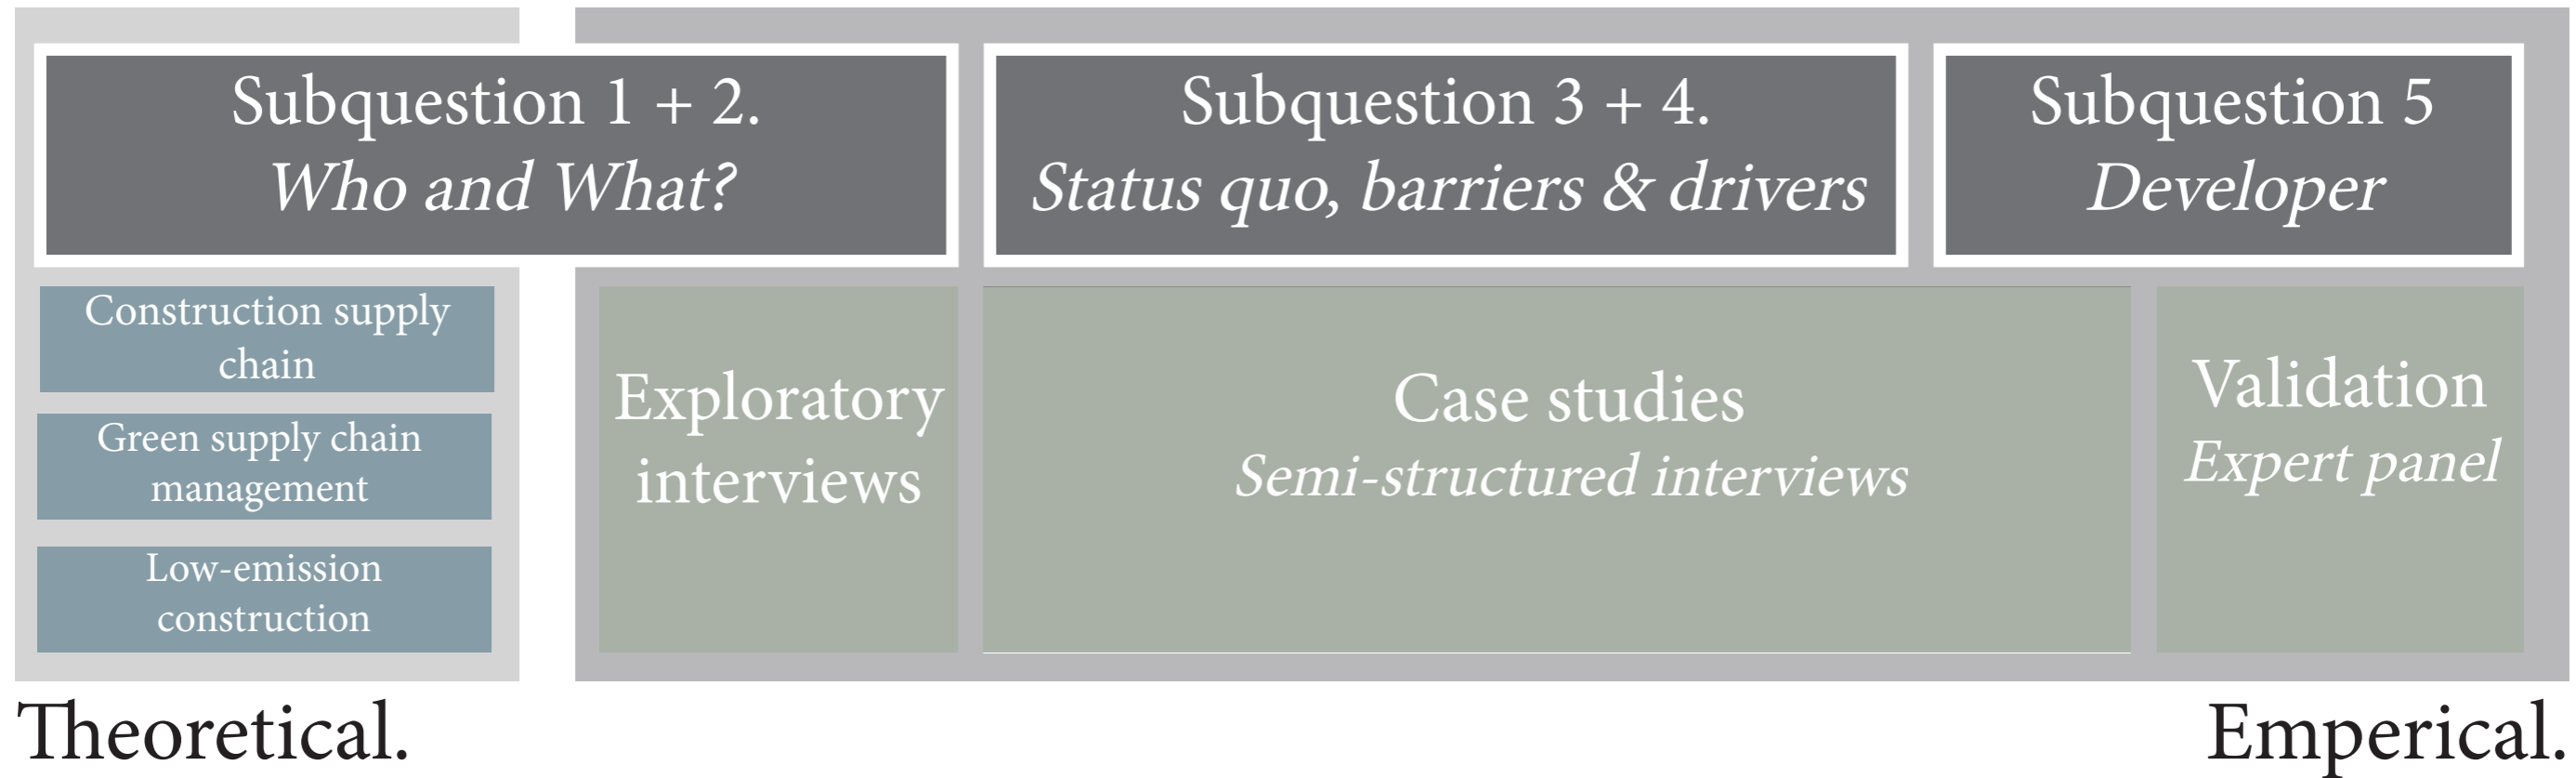 Subquestion 1 + 2.
Who and What?
Subquestion 3 + 4.
Status quo, barriers & drivers
Subquestion 5
Developer
Construction supply
chain
Green supply chain
management
Low-emission
construction
Exploratory
interviews
Case studies
Semi-structured interviews
Validation
Expert panel
Theoretical.
Emperical.